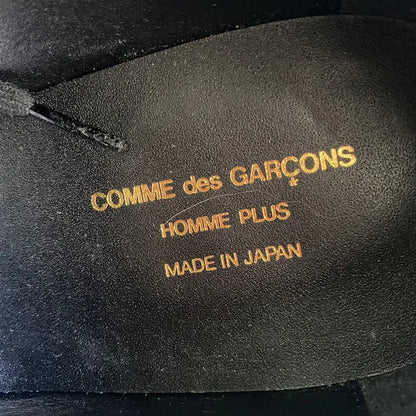 COMME des GARÇONS
HOMME PLUS
MADE IN JAPAN